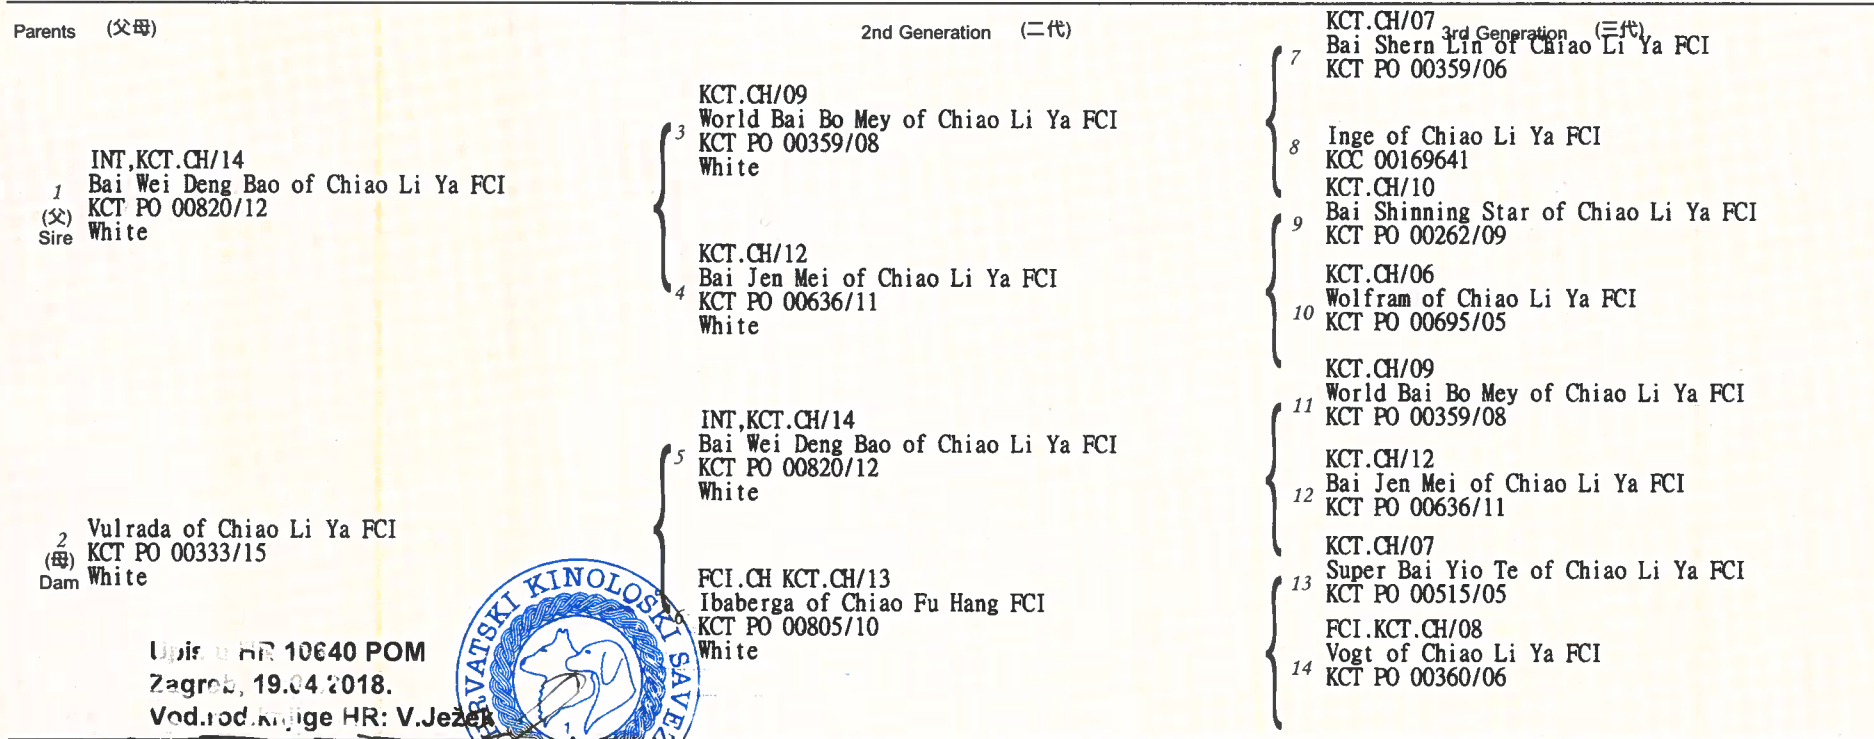 Parents (父母)
2nd Generation (二代)
3rd Generation (三代)
INT,KCT.CH/14
1 Bai Wei Deng Bao of Chiao Li Ya FCI
(父) KCT PO 00820/12
Sire White
2 Vulrada of Chiao Li Ya FCI
(母) KCT PO 00333/15
Dam White
KCT.CH/09
3 World Bai Bo Mey of Chiao Li Ya FCI
KCT PO 00359/08
White
KCT.CH/12
4 Bai Jen Mei of Chiao Li Ya FCI
KCT PO 00636/11
White
INT,KCT.CH/14
5 Bai Wei Deng Bao of Chiao Li Ya FCI
KCT PO 00820/12
White
FCI.CH KCT.CH/13
6 Ibaberga of Chiao Fu Hang FCI
KCT PO 00805/10
White
KCT.CH/07
7 Bai Shern Lin of Chiao Li Ya FCI
KCT PO 00359/06
8 Inge of Chiao Li Ya FCI
KCC 00169641
KCT.CH/10
9 Bai Shinning Star of Chiao Li Ya FCI
KCT PO 00262/09
KCT.CH/06
10 Wolfram of Chiao Li Ya FCI
KCT PO 00695/05
KCT.CH/09
11 World Bai Bo Mey of Chiao Li Ya FCI
KCT PO 00359/08
KCT.CH/12
12 Bai Jen Mei of Chiao Li Ya FCI
KCT PO 00636/11
KCT.CH/07
13 Super Bai Yio Te of Chiao Li Ya FCI
KCT PO 00515/05
FCI.KCT.CH/08
14 Vogt of Chiao Li Ya FCI
KCT PO 00360/06
HR 10640 POM
Zagreb, 19.04.2018.
Vod.rod.knjige HR: V.Ježek
HRVATSKI KINOLOŠKI SAVEZ
1